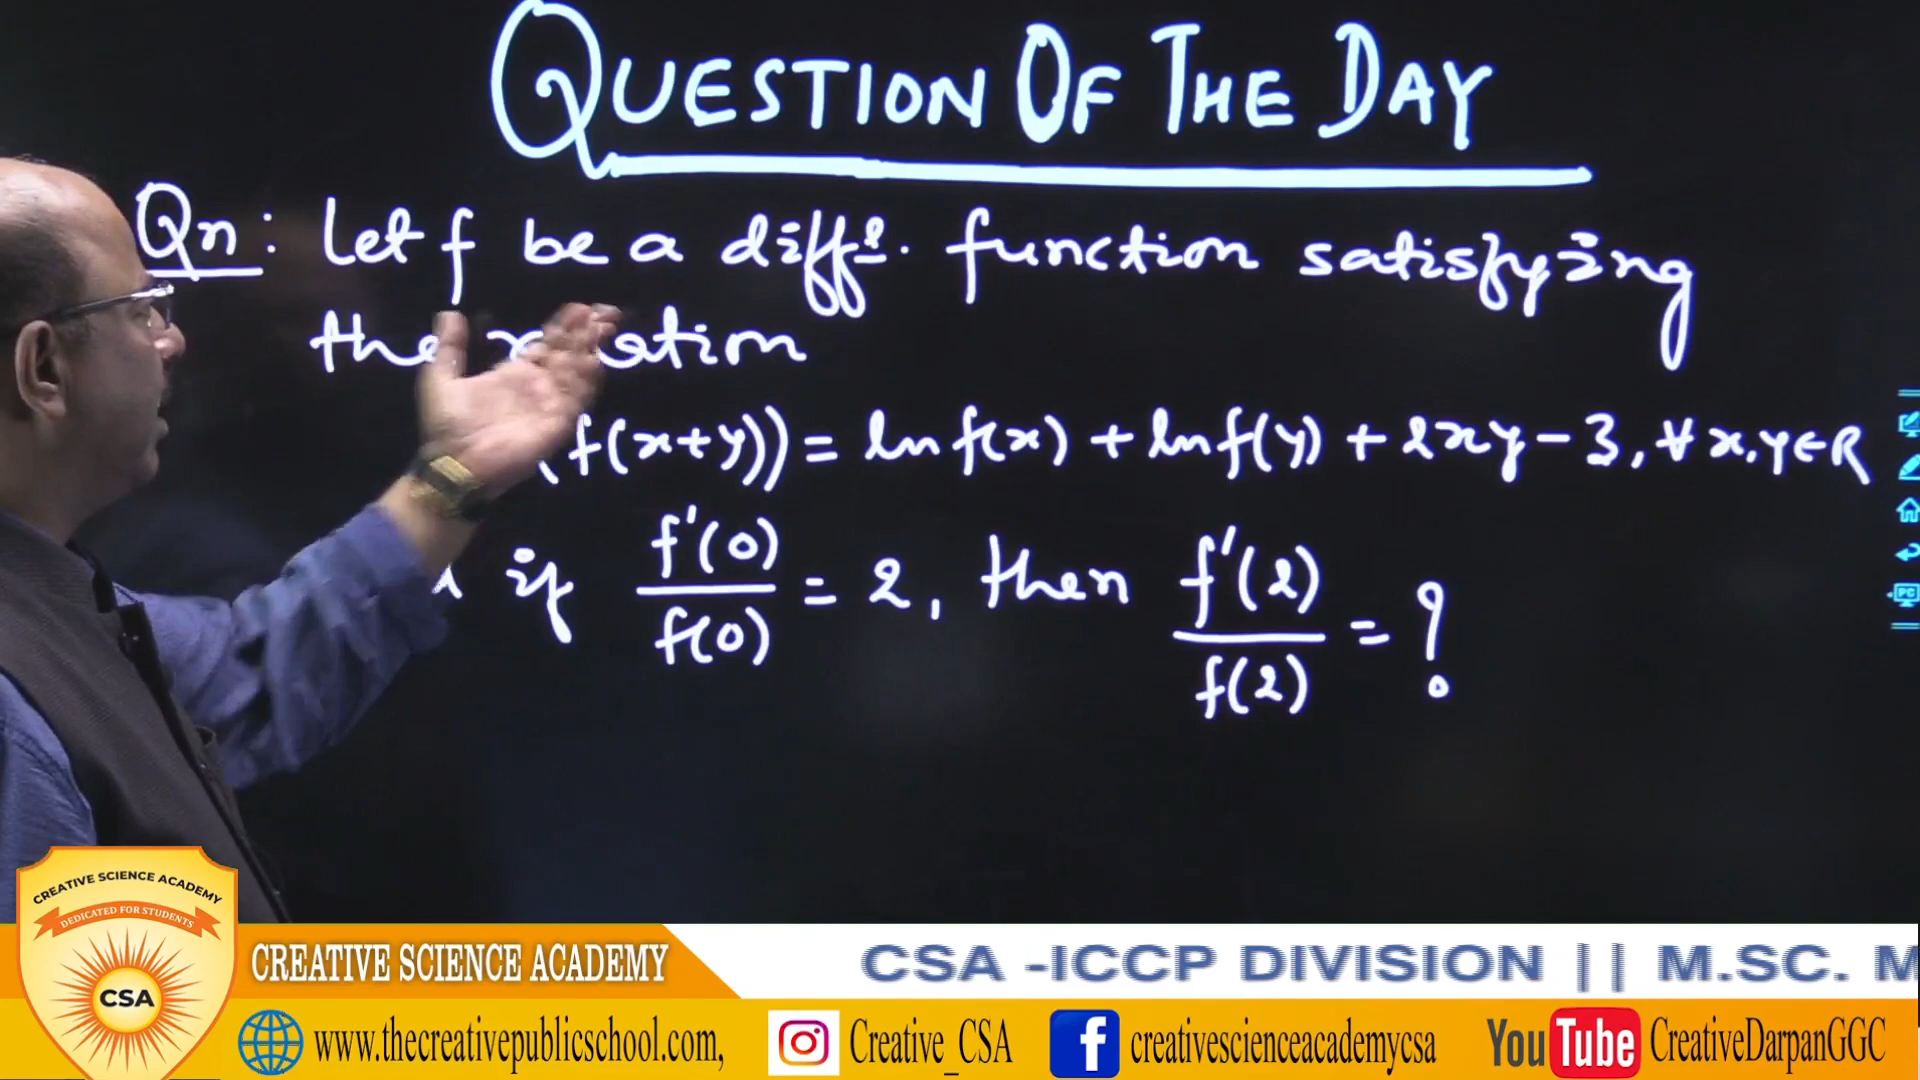 QUESTION OF THE DAY
Qn: Let f be a diffl. function satisfying
the
f(x+y)) = ln f(x) + ln f(y) + 2xy - 3, ∀ x,y ∈ R
if f'(0)/f(0) = 2, then f'(2)/f(2) = ?
PC
CREATIVE SCIENCE ACADEMY
DEDICATED FOR STUDENTS
CSA
CREATIVE SCIENCE ACADEMY
CSA -ICCP DIVISION || M.SC. M
www.thecreativepublicschool.com,
Creative_CSA
creativescienceacademycsa
YouTube CreativeDarpanGGC